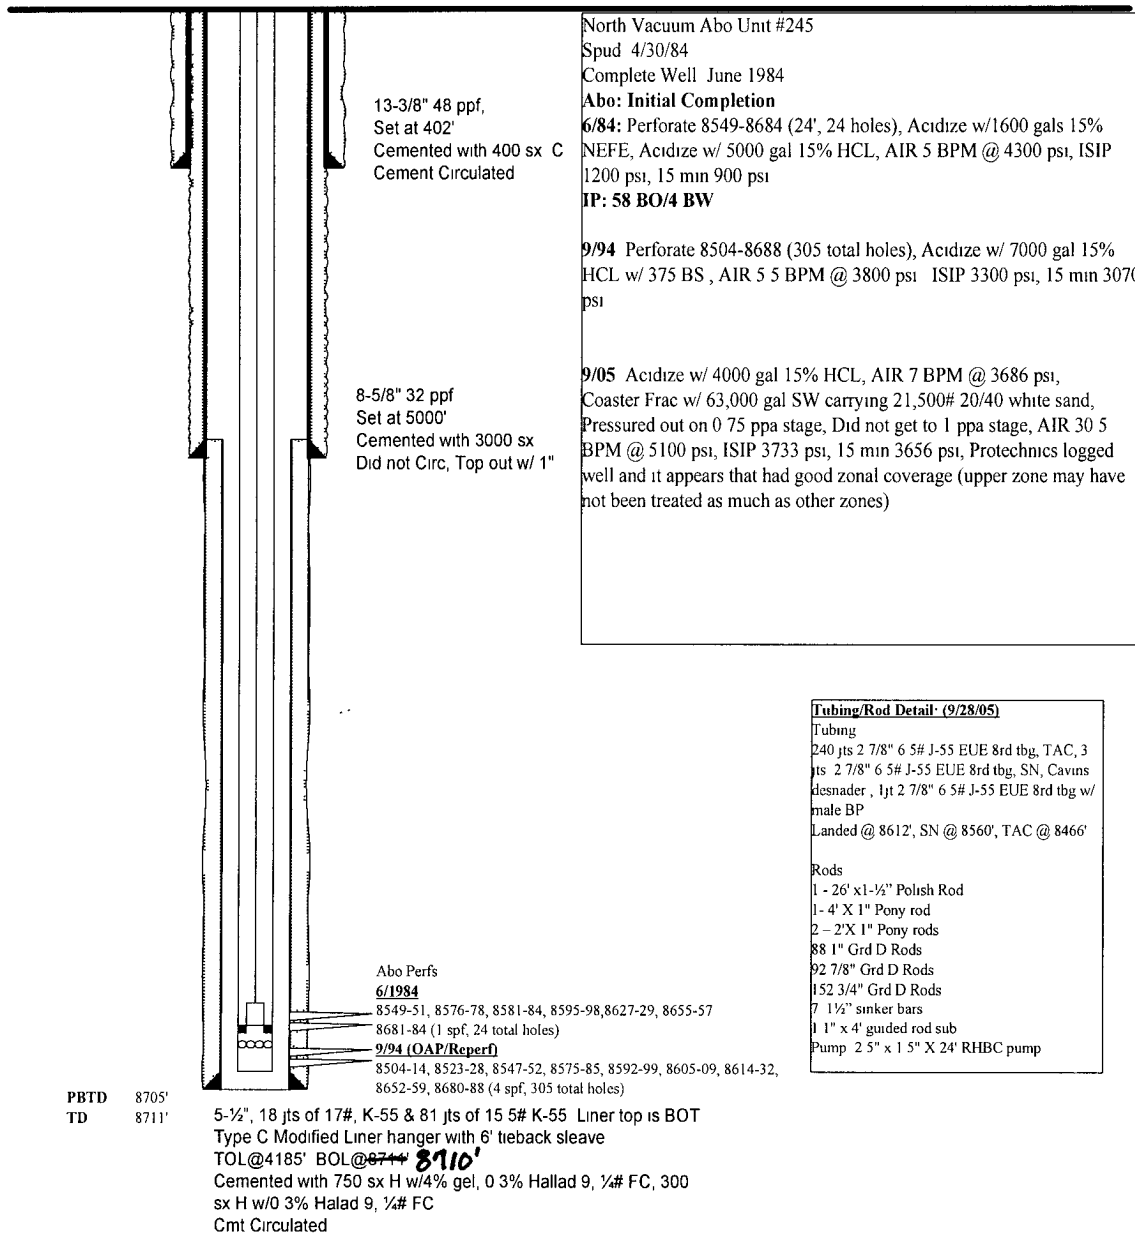 North Vacuum Abo Unit #245
Spud 4/30/84
Complete Well June 1984
Abo: Initial Completion
6/84: Perforate 8549-8684 (24', 24 holes), Acidize w/1600 gals 15%
NEFE, Acidize w/ 5000 gal 15% HCL, AIR 5 BPM @ 4300 psi, ISIP
1200 psi, 15 min 900 psi
IP: 58 BO/4 BW
9/94 Perforate 8504-8688 (305 total holes), Acidize w/ 7000 gal 15%
HCL w/ 375 BS , AIR 5 5 BPM @ 3800 psi ISIP 3300 psi, 15 min 3070
psi
9/05 Acidize w/ 4000 gal 15% HCL, AIR 7 BPM @ 3686 psi,
Coaster Frac w/ 63,000 gal SW carrying 21,500# 20/40 white sand,
Pressured out on 0 75 ppa stage, Did not get to 1 ppa stage, AIR 30 5
BPM @ 5100 psi, ISIP 3733 psi, 15 min 3656 psi, Protechnics logged
well and it appears that had good zonal coverage (upper zone may have
not been treated as much as other zones)
13-3/8" 48 ppf,
Set at 402'
Cemented with 400 sx C
Cement Circulated
8-5/8" 32 ppf
Set at 5000'
Cemented with 3000 sx
Did not Circ, Top out w/ 1"
Tubing/Rod Detail· (9/28/05)
Tubing
240 jts 2 7/8" 6 5# J-55 EUE 8rd tbg, TAC, 3
jts 2 7/8" 6 5# J-55 EUE 8rd tbg, SN, Cavins
desnader , 1jt 2 7/8" 6 5# J-55 EUE 8rd tbg w/
male BP
Landed @ 8612', SN @ 8560', TAC @ 8466'
Rods
1 - 26' x1-½" Polish Rod
1- 4' X 1" Pony rod
2 – 2'X 1" Pony rods
88 1" Grd D Rods
92 7/8" Grd D Rods
152 3/4" Grd D Rods
7 1½" sinker bars
1 1" x 4' guided rod sub
Pump 2 5" x 1 5" X 24' RHBC pump
Abo Perfs
6/1984
8549-51, 8576-78, 8581-84, 8595-98,8627-29, 8655-57
8681-84 (1 spf, 24 total holes)
9/94 (OAP/Reperf)
8504-14, 8523-28, 8547-52, 8575-85, 8592-99, 8605-09, 8614-32,
8652-59, 8680-88 (4 spf, 305 total holes)
PBTD 8705'
TD 8711'
5-½", 18 jts of 17#, K-55 & 81 jts of 15 5# K-55 Liner top is BOT
Type C Modified Liner hanger with 6' tieback sleave
TOL@4185' BOL@8711' 8710'
Cemented with 750 sx H w/4% gel, 0 3% Hallad 9, ¼# FC, 300
sx H w/0 3% Halad 9, ¼# FC
Cmt Circulated